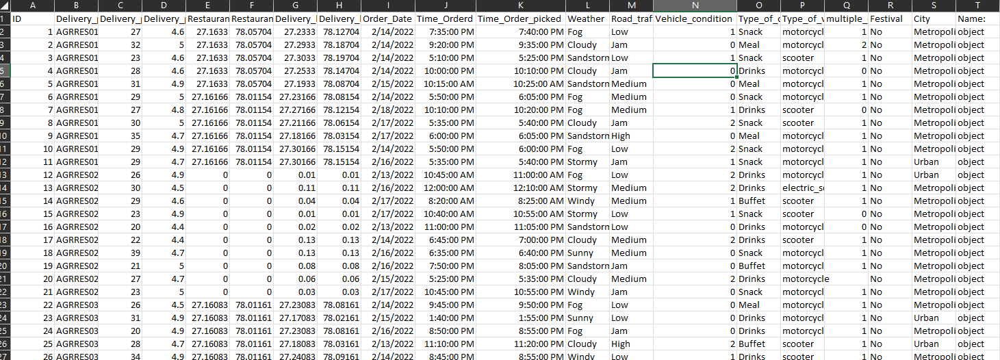 A B C D E F G H I J K L M N O P Q R S T
1 ID Delivery_ Delivery_ Delivery_ Restauran Restauran Delivery_ Delivery_ Order_Date Time_Orderd Time_Order_picked Weather Road_traf Vehicle_condition Type_of_ Type_of_ multiple_ Festival City Name:
2 1 AGRRES01 27 4.6 27.1633 78.05704 27.2333 78.12704 2/14/2022 7:35:00 PM 7:40:00 PM Fog Low 1 Snack motorcycl 1 No Metropoli object
3 2 AGRRES01 32 5 27.1633 78.05704 27.2933 78.18704 2/14/2022 9:20:00 PM 9:35:00 PM Cloudy Jam 0 Meal motorcycl 2 No Metropoli object
4 3 AGRRES01 23 4.6 27.1633 78.05704 27.3033 78.19704 2/14/2022 5:10:00 PM 5:25:00 PM Sandstorn Low 1 Snack scooter 1 No Metropoli object
5 4 AGRRES01 28 4.6 27.1633 78.05704 27.2533 78.14704 2/14/2022 10:00:00 PM 10:10:00 PM Cloudy Jam 0 Drinks motorcycl 0 No Metropoli object
6 5 AGRRES01 31 4.9 27.1633 78.05704 27.1933 78.08704 2/15/2022 10:15:00 AM 10:25:00 AM Sandstorn Medium 0 Meal motorcycl 1 No Metropoli object
7 6 AGRRES01 29 5 27.16166 78.01154 27.23166 78.08154 2/14/2022 5:50:00 PM 6:05:00 PM Fog Medium 0 Snack motorcycl 1 No Metropoli object
8 7 AGRRES01 27 4.8 27.16166 78.01154 27.27166 78.12154 2/18/2022 10:10:00 PM 10:20:00 PM Fog Medium 1 Drinks scooter 0 No Metropoli object
9 8 AGRRES01 30 5 27.16166 78.01154 27.21166 78.06154 2/17/2022 5:35:00 PM 5:40:00 PM Cloudy Jam 2 Snack scooter 1 No Metropoli object
10 9 AGRRES01 35 4.7 27.16166 78.01154 27.18166 78.03154 2/17/2022 6:00:00 PM 6:05:00 PM Sandstorn High 0 Meal motorcycl 1 No Metropoli object
11 10 AGRRES01 29 4.9 27.16166 78.01154 27.30166 78.15154 2/14/2022 5:50:00 PM 6:00:00 PM Fog Low 2 Snack motorcycl 1 No Metropoli object
12 11 AGRRES01 29 4.7 27.16166 78.01154 27.30166 78.15154 2/16/2022 5:35:00 PM 5:40:00 PM Stormy Jam 1 Snack motorcycl 1 No Urban object
13 12 AGRRES02 26 4.9 0 0 0.01 0.01 2/13/2022 10:45:00 AM 11:00:00 AM Fog Low 2 Drinks motorcycl 1 No Urban object
14 13 AGRRES02 30 4.5 0 0 0.11 0.11 2/16/2022 12:00:00 AM 12:10:00 AM Stormy Medium 2 Drinks electric_s 1 No Metropoli object
15 14 AGRRES02 29 4.6 0 0 0.04 0.04 2/17/2022 8:20:00 AM 8:25:00 AM Windy Medium 1 Buffet scooter 1 No Metropoli object
16 15 AGRRES02 23 4.9 0 0 0.01 0.01 2/17/2022 10:40:00 AM 10:55:00 AM Stormy Low 1 Snack scooter 0 No Metropoli object
17 16 AGRRES02 20 4.4 0 0 0.02 0.02 2/13/2022 11:00:00 PM 11:05:00 PM Sandstorn Low 0 Drinks motorcycl 0 No Metropoli object
18 17 AGRRES02 22 4.4 0 0 0.13 0.13 2/14/2022 6:45:00 PM 7:00:00 PM Cloudy Medium 2 Drinks scooter 1 No Metropoli object
19 18 AGRRES02 39 4.7 0 0 0.13 0.13 2/16/2022 6:35:00 PM 6:40:00 PM Sunny Medium 0 Snack motorcycl 1 No Metropoli object
20 19 AGRRES02 21 5 0 0 0.08 0.08 2/16/2022 7:50:00 PM 8:05:00 PM Sandstorn Jam 0 Buffet motorcycl 1 No Metropoli object
21 20 AGRRES02 27 4.7 0 0 0.06 0.06 2/15/2022 5:25:00 PM 5:35:00 PM Cloudy Medium 2 Drinks motorcycle No Metropoli object
22 21 AGRRES02 23 5 0 0 0.03 0.03 2/17/2022 10:45:00 PM 10:55:00 PM Windy Jam 0 Snack motorcycl 1 No Metropoli object
23 22 AGRRES03 26 4.5 27.16083 78.01161 27.23083 78.08161 2/14/2022 9:45:00 PM 9:50:00 PM Fog Low 0 Meal motorcycl 1 No Metropoli object
24 23 AGRRES03 31 4.9 27.16083 78.01161 27.17083 78.02161 2/15/2022 1:40:00 PM 1:55:00 PM Sunny Low 0 Drinks motorcycl 1 No Urban object
25 24 AGRRES03 20 4.9 27.16083 78.01161 27.23083 78.08161 2/16/2022 8:50:00 PM 8:55:00 PM Fog Jam 0 Drinks motorcycl 1 No Metropoli object
26 25 AGRRES03 28 4.7 27.16083 78.01161 27.18083 78.03161 2/13/2022 11:10:00 PM 11:20:00 PM Cloudy High 2 Buffet scooter 1 No Urban object
27 26 AGRRES03 34 4.9 27.16083 78.01161 27.24083 78.09161 2/14/2022 8:45:00 PM 8:55:00 PM Windy Low 1 Drinks scooter 1 No Metropoli object